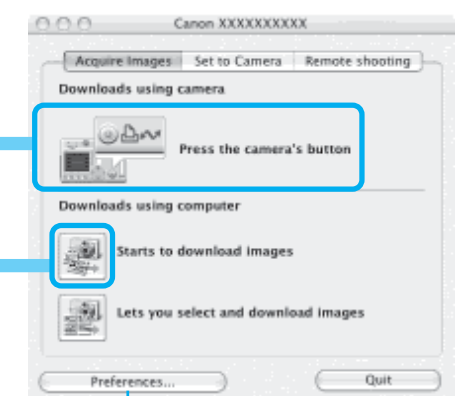 Canon XXXXXXXXXX
Acquire Images Set to Camera Remote shooting
Downloads using camera
Press the camera's button
Downloads using computer
Starts to download images
Lets you select and download images
Preferences... Quit